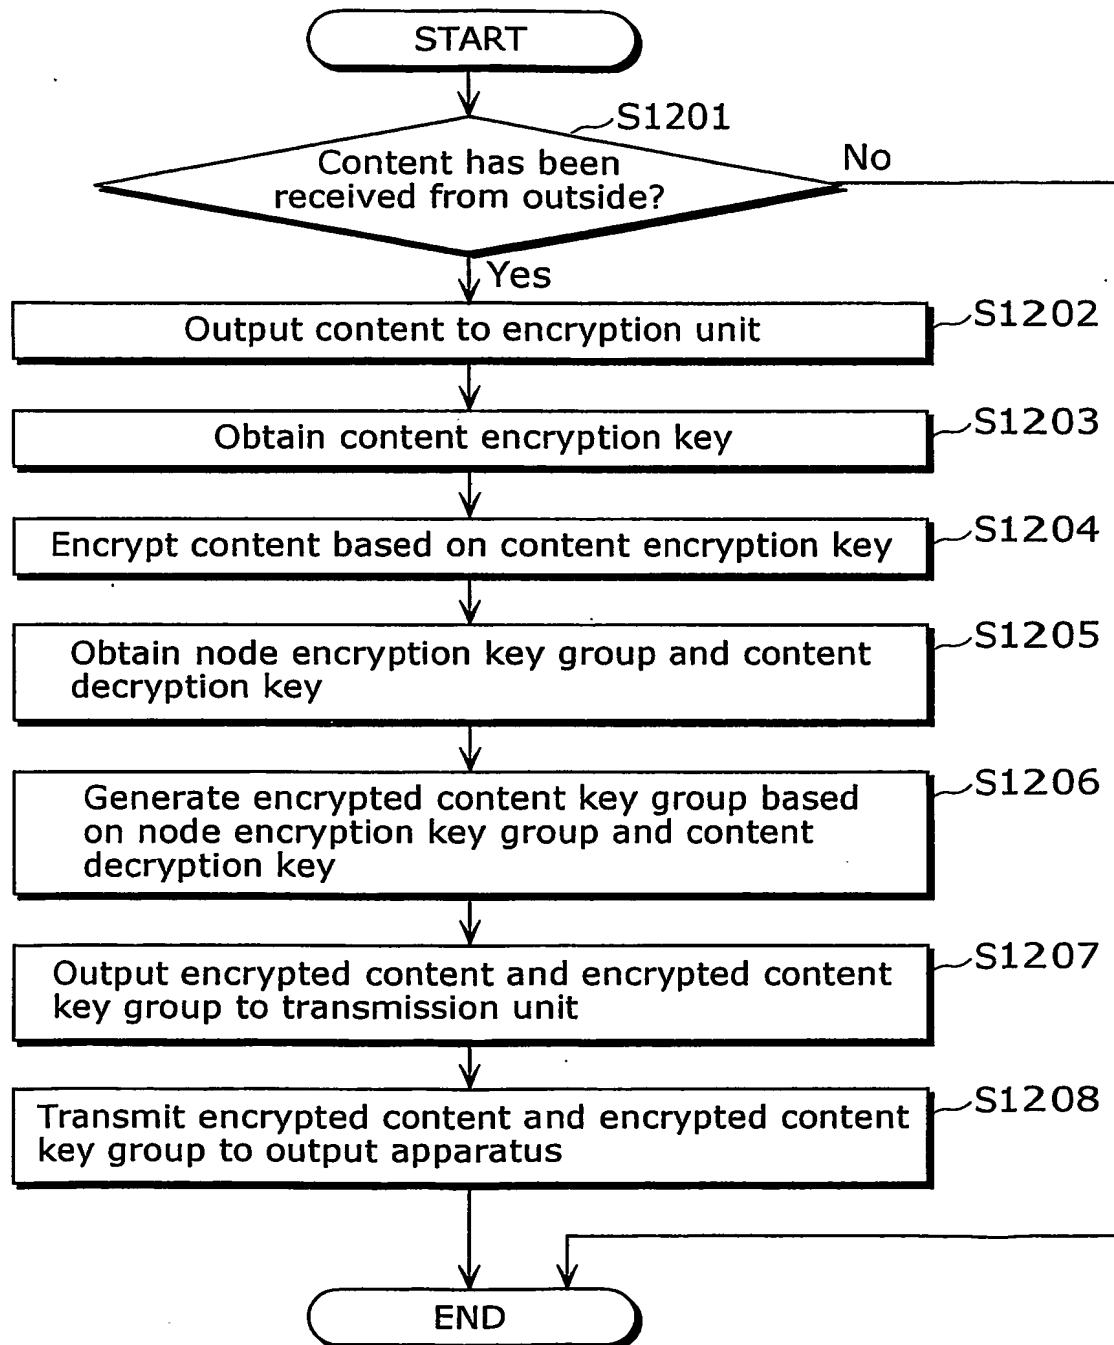 START
S1201
Content has been
received from outside?
No
Yes
Output content to encryption unit
S1202
Obtain content encryption key
S1203
Encrypt content based on content encryption key
S1204
Obtain node encryption key group and content
decryption key
S1205
Generate encrypted content key group based
on node encryption key group and content
decryption key
S1206
Output encrypted content and encrypted content
key group to transmission unit
S1207
Transmit encrypted content and encrypted content
key group to output apparatus
S1208
END